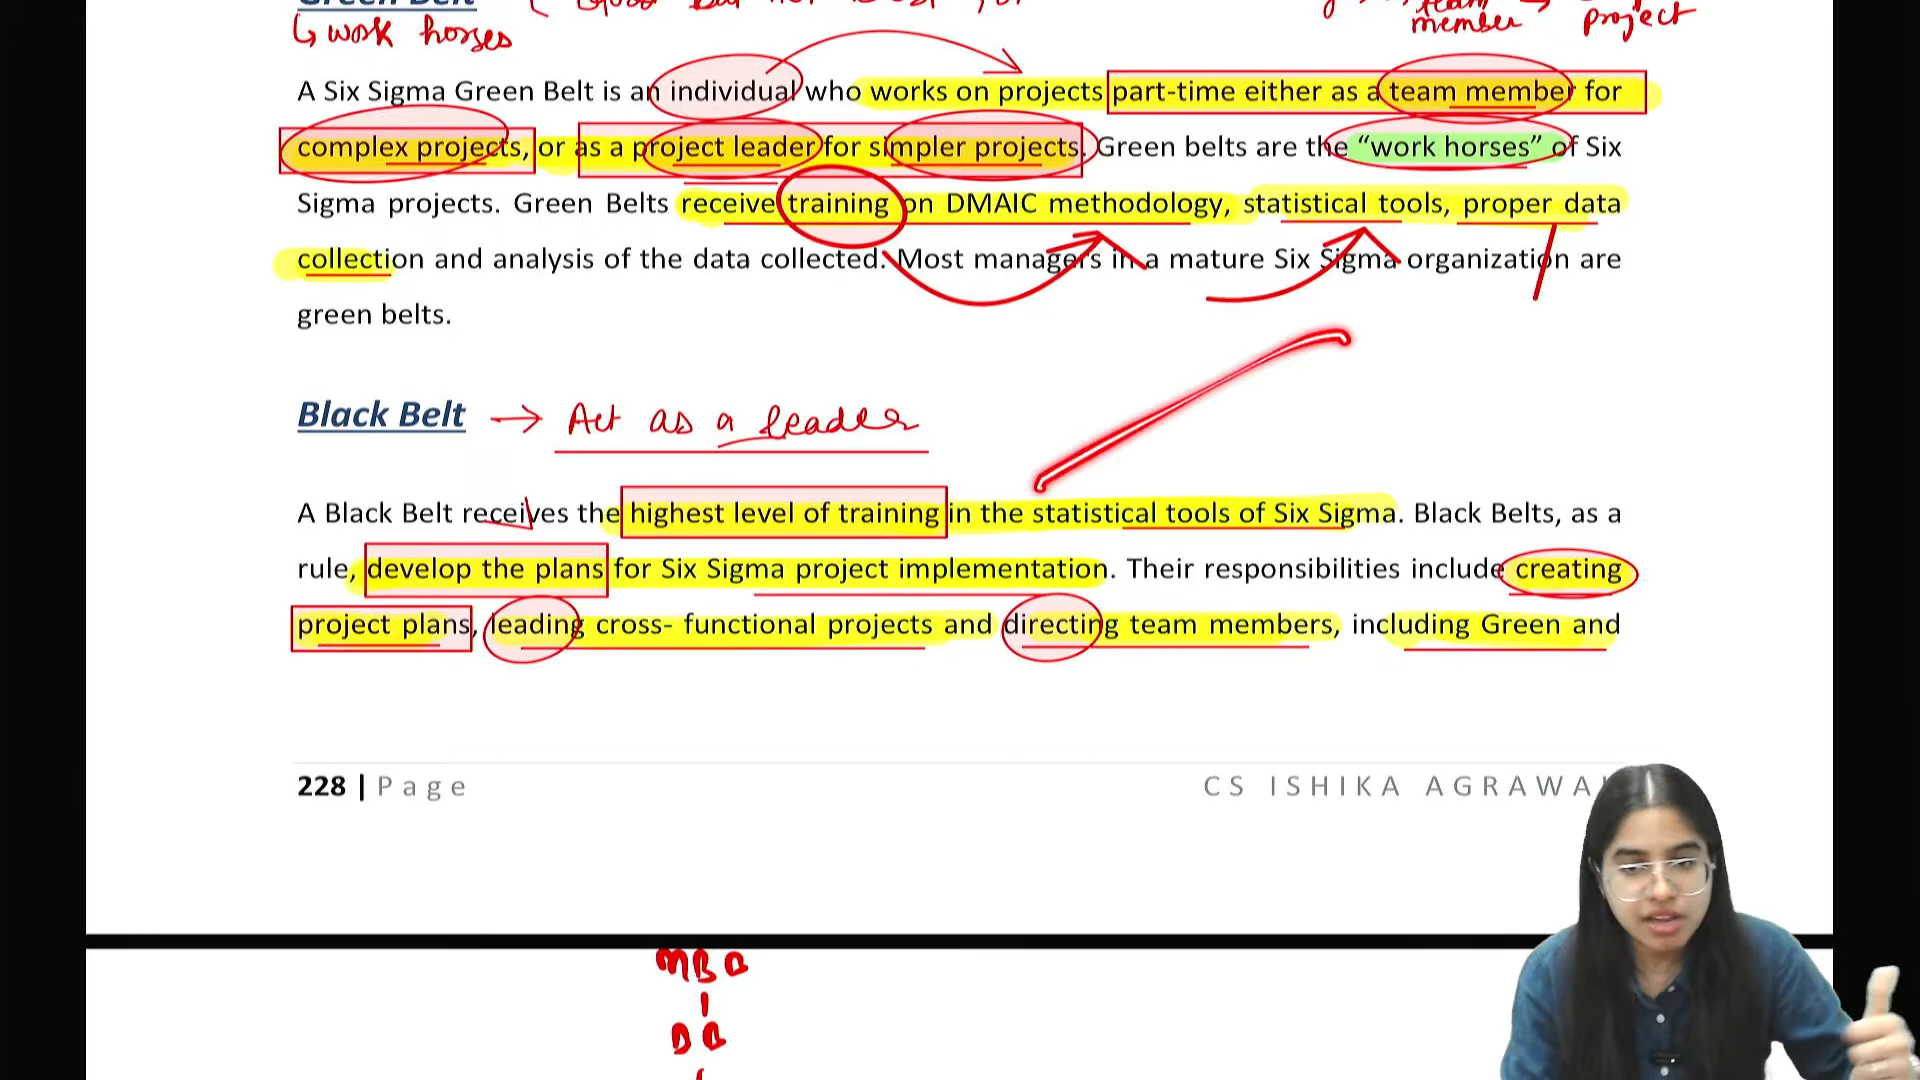 Green Belt
↳ work horses
team member → project
A Six Sigma Green Belt is an individual who works on projects part-time either as a team member for
complex projects, or as a project leader for simpler projects. Green belts are the “work horses” of Six
Sigma projects. Green Belts receive training on DMAIC methodology, statistical tools, proper data
collection and analysis of the data collected. Most managers in a mature Six Sigma organization are
green belts.
Black Belt → Act as a leader
A Black Belt receives the highest level of training in the statistical tools of Six Sigma. Black Belts, as a
rule, develop the plans for Six Sigma project implementation. Their responsibilities include creating
project plans, leading cross- functional projects and directing team members, including Green and
228 | Page
CS ISHIKA AGRAWA
MBB
BB